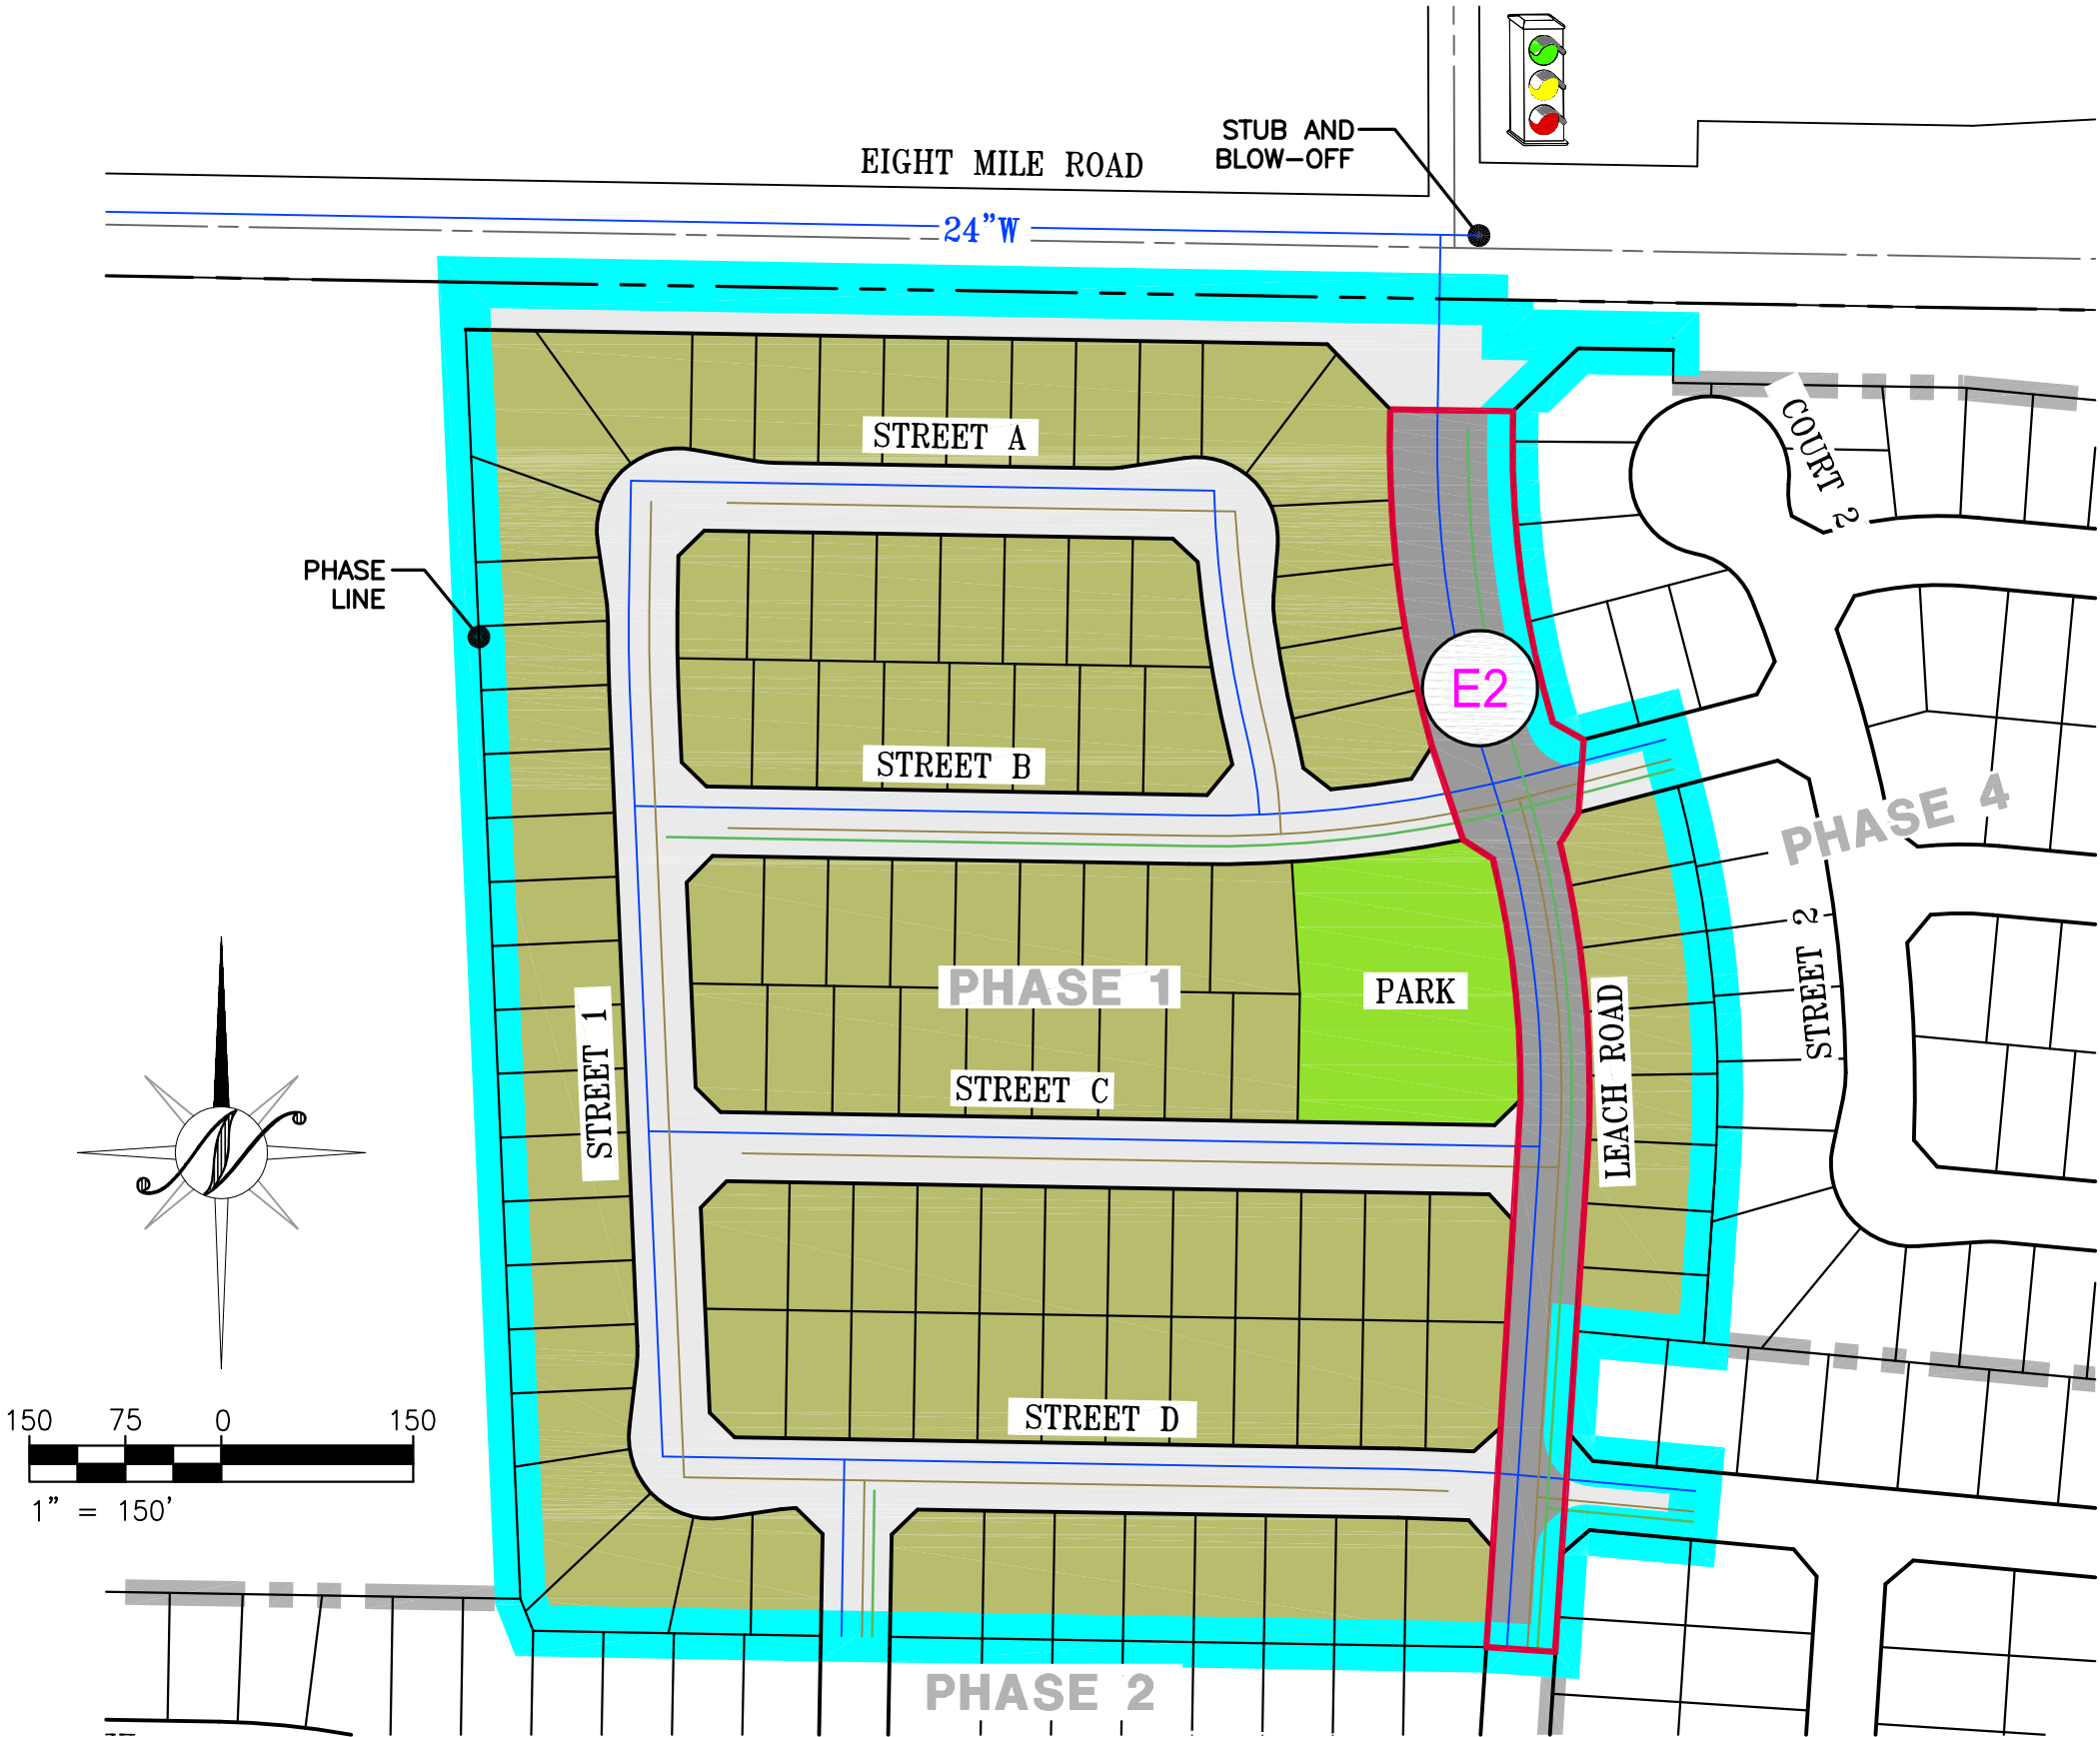 STUB AND
BLOW-OFF
EIGHT MILE ROAD
24"W
COURT 2
STREET A
PHASE
LINE
E2
STREET B
PHASE 4
STREET 2
PHASE 1
PARK
STREET 1
LEACH ROAD
STREET C
150 75 0 150
STREET D
1" = 150'
PHASE 2